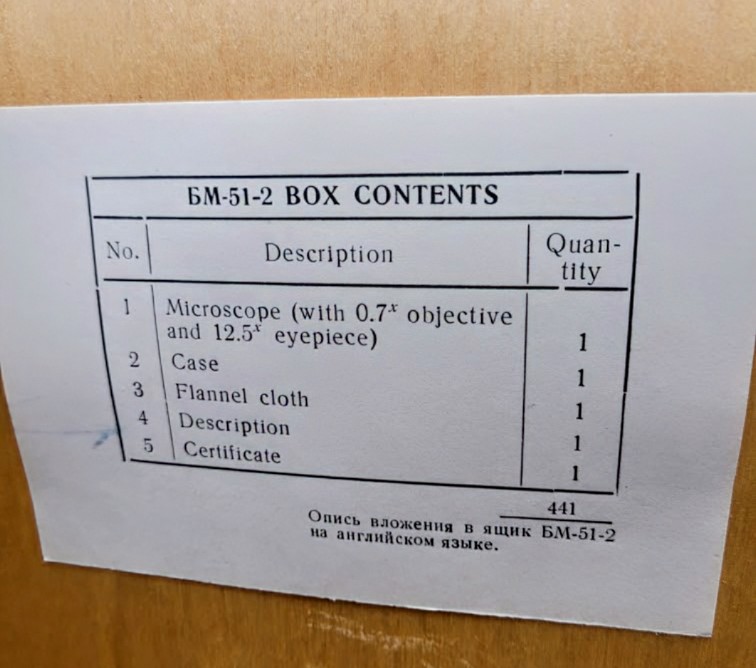 БМ-51-2 BOX CONTENTS
No. Description Quan-
tity
1 Microscope (with 0.7ˣ objective
and 12.5ˣ eyepiece) 1
2 Case 1
3 Flannel cloth 1
4 Description 1
5 Certificate 1
441
Опись вложения в ящик БМ-51-2
на английском языке.